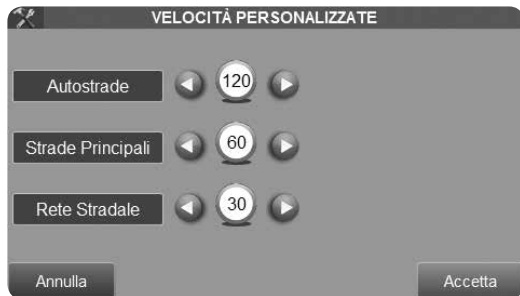 VELOCITÀ PERSONALIZZATE
Autostrade 120
Strade Principali 60
Rete Stradale 30
Annulla Accetta